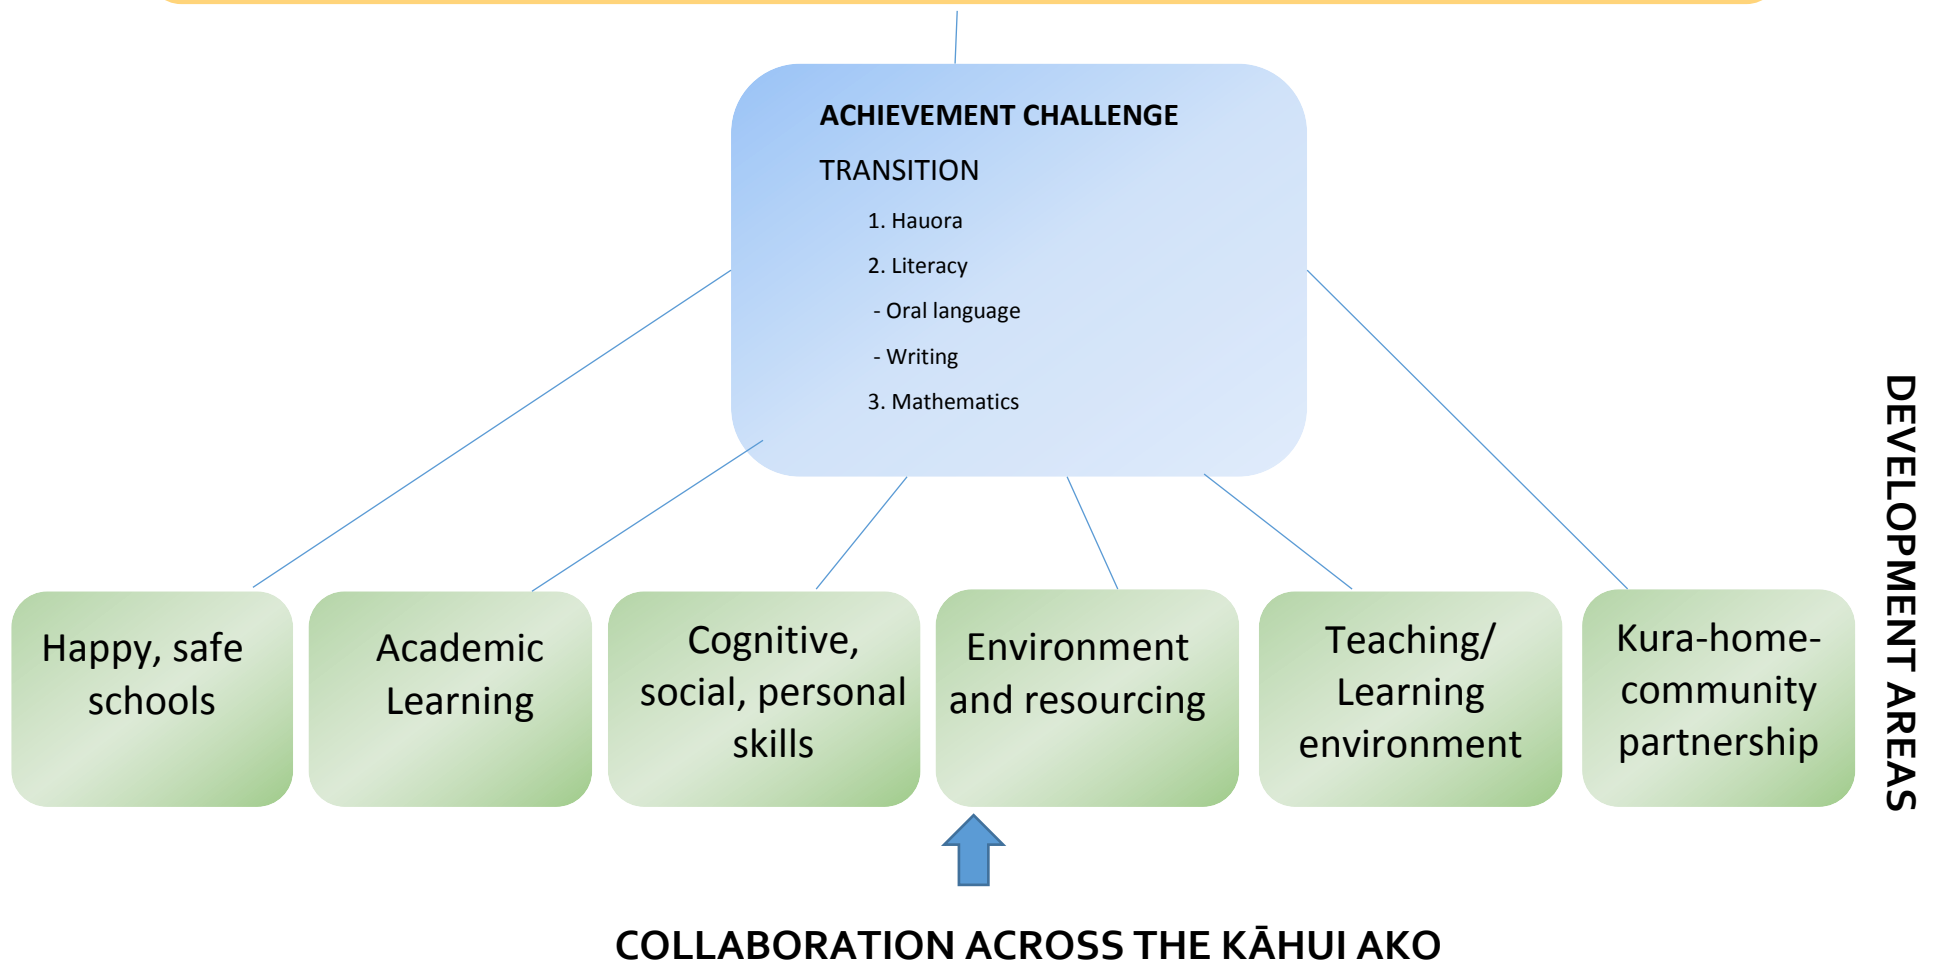 ACHIEVEMENT CHALLENGE
TRANSITION
1. Hauora
2. Literacy
- Oral language
- Writing
3. Mathematics
Happy, safe
schools
Academic
Learning
Cognitive,
social, personal
skills
Environment
and resourcing
Teaching/
Learning
environment
Kura-home-
community
partnership
DEVELOPMENT AREAS
COLLABORATION ACROSS THE KĀHUI AKO